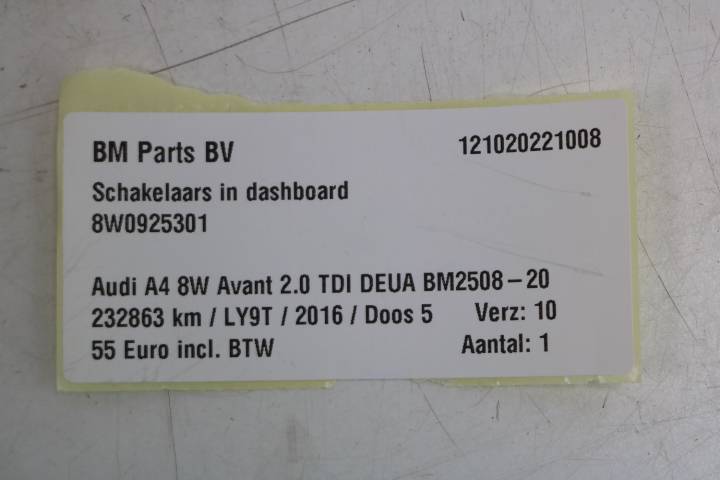 BM Parts BV 121020221008
Schakelaars in dashboard
8W0925301
Audi A4 8W Avant 2.0 TDI DEUA BM2508-20
232863 km / LY9T / 2016 / Doos 5 Verz: 10
55 Euro incl. BTW Aantal: 1